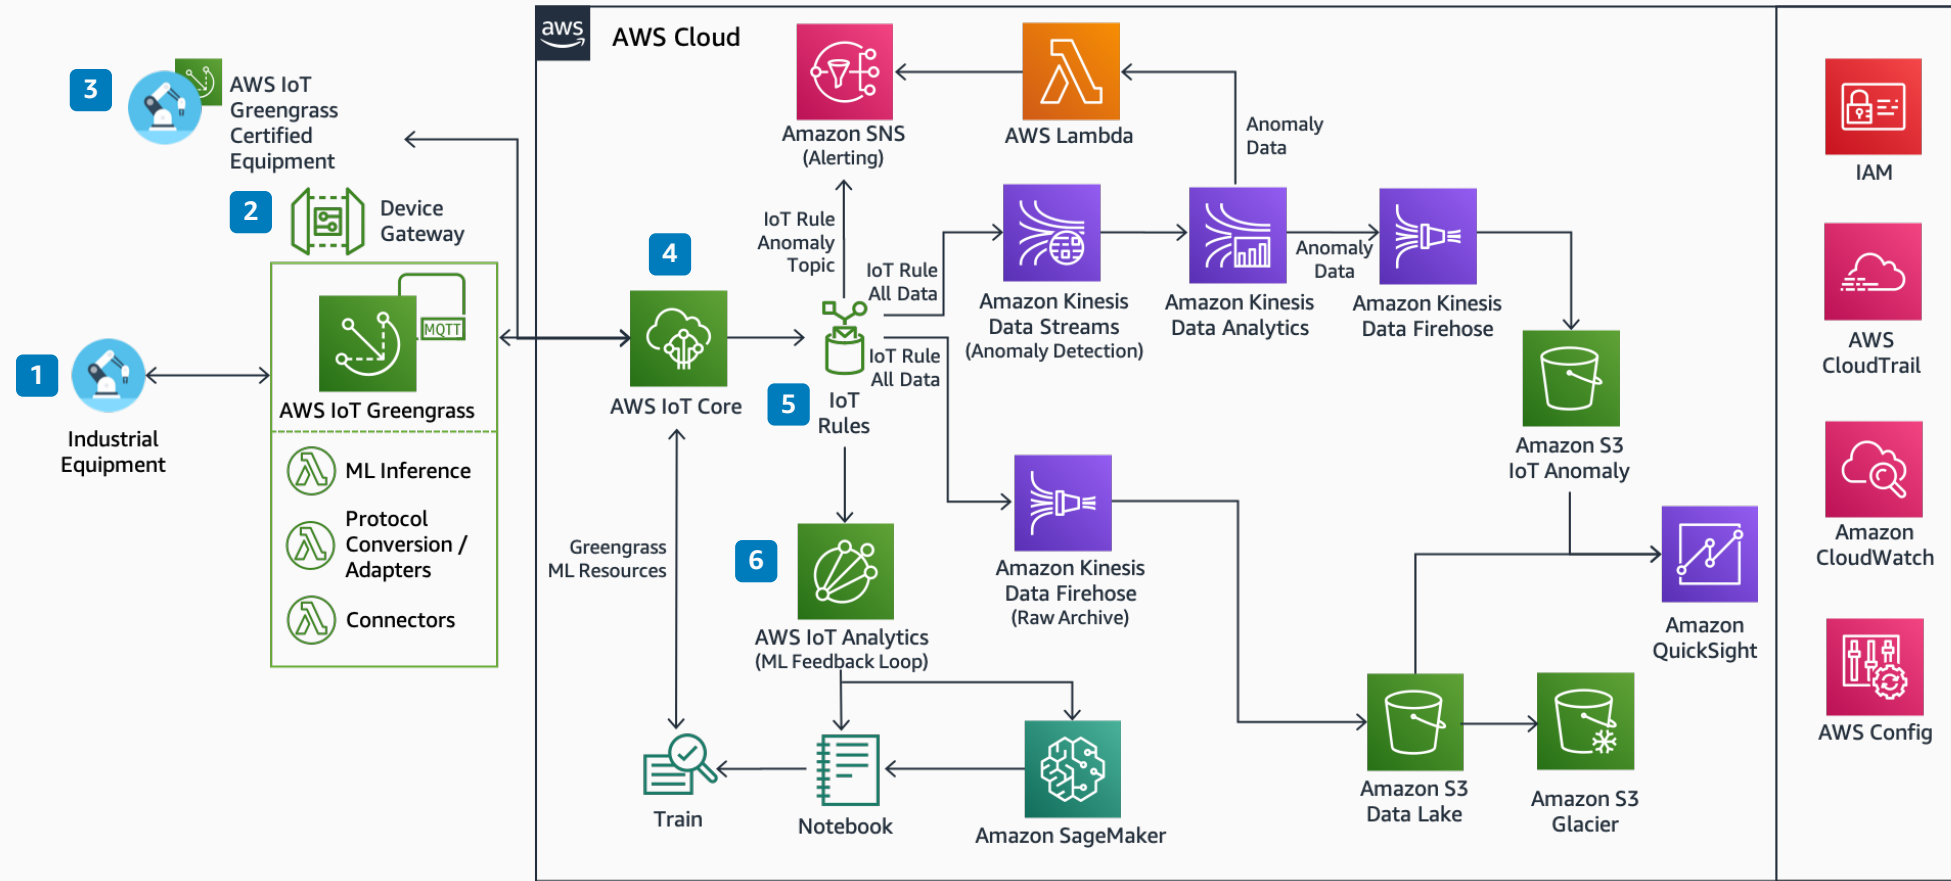 aws
AWS Cloud
3
AWS IoT
Greengrass
Certified
Equipment
2
Device
Gateway
MQTT
AWS IoT Greengrass
1
Industrial
Equipment
ML Inference
Protocol
Conversion /
Adapters
Connectors
4
AWS IoT Core
Greengrass
ML Resources
Amazon SNS
(Alerting)
AWS Lambda
Anomaly
Data
IoT Rule
Anomaly
Topic
IoT Rule
All Data
IoT Rule
All Data
5
IoT
Rules
Amazon Kinesis
Data Streams
(Anomaly Detection)
Amazon Kinesis
Data Analytics
Anomaly
Data
Amazon Kinesis
Data Firehose
Amazon S3
IoT Anomaly
6
AWS IoT Analytics
(ML Feedback Loop)
Amazon Kinesis
Data Firehose
(Raw Archive)
Amazon
QuickSight
Train
Notebook
Amazon SageMaker
Amazon S3
Data Lake
Amazon S3
Glacier
IAM
AWS
CloudTrail
Amazon
CloudWatch
AWS Config